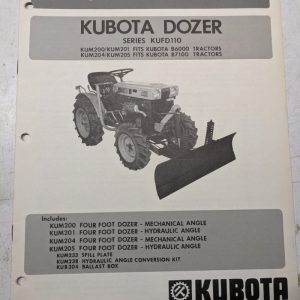 KUBOTA DOZER
SERIES KUFD110
KUM200/KUM201 FITS KUBOTA B6000 TRACTORS
KUM204/KUM205 FITS KUBOTA B7100 TRACTORS
Includes:
KUM200 FOUR FOOT DOZER - MECHANICAL ANGLE
KUM201 FOUR FOOT DOZER - HYDRAULIC ANGLE
KUM204 FOUR FOOT DOZER - MECHANICAL ANGLE
KUM205 FOUR FOOT DOZER - HYDRAULIC ANGLE
KUM233 SPILL PLATE
KUM238 HYDRAULIC ANGLE CONVERSION KIT
KUB304 BALLAST BOX
KUBOTA